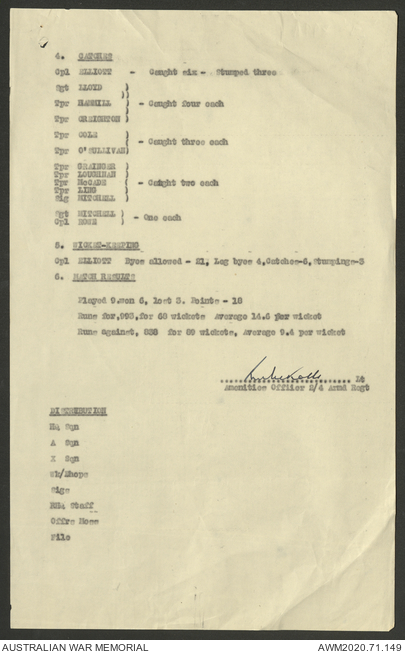 4. CATCHES
Cpl ELLIOTT - Caught six - Stumped three
Sgt LLOYD )
Tpr HAMMILL ) - Caught four each
Tpr CREIGHTON )
Tpr COLE )
- Caught three each
Tpr O'SULLIVAN)
Tpr GRAINGER )
Tpr LOUGHNAN )
Tpr McCABE ) - Caught two each
Tpr LING )
Sig MITCHELL )
Sgt MITCHELL ) - One each
Cpl ROWE )
5. WICKET-KEEPING
Cpl ELLIOTT Byes allowed - 21, Leg byes 4, Catches-6, Stumpings-3
6. MATCH RESULTS
Played 9.won 6, lost 3. Points - 18
Runs for,993, for 68 wickets Average 14.6 per wicket
Runs against, 838 for 89 wickets, Average 9.4 per wicket
Lt
Amenities Officer 2/4 Armd Regt
DISTRIBUTION
HQ Sqn
A Sqn
X Sqn
Wk/Shops
Sigs
RHQ Staff
Offrs Mess
File
AUSTRALIAN WAR MEMORIAL AWM2020.71.149